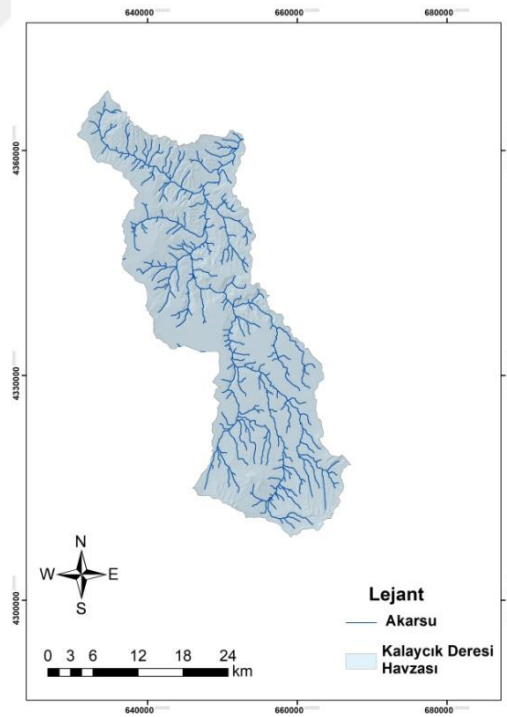 640000 660000 680000
4360000
4330000
4300000
N
W E
S
0 3 6 12 18 24
km
Lejant
Akarsu
Kalaycık Deresi
Havzası
640000 660000 680000